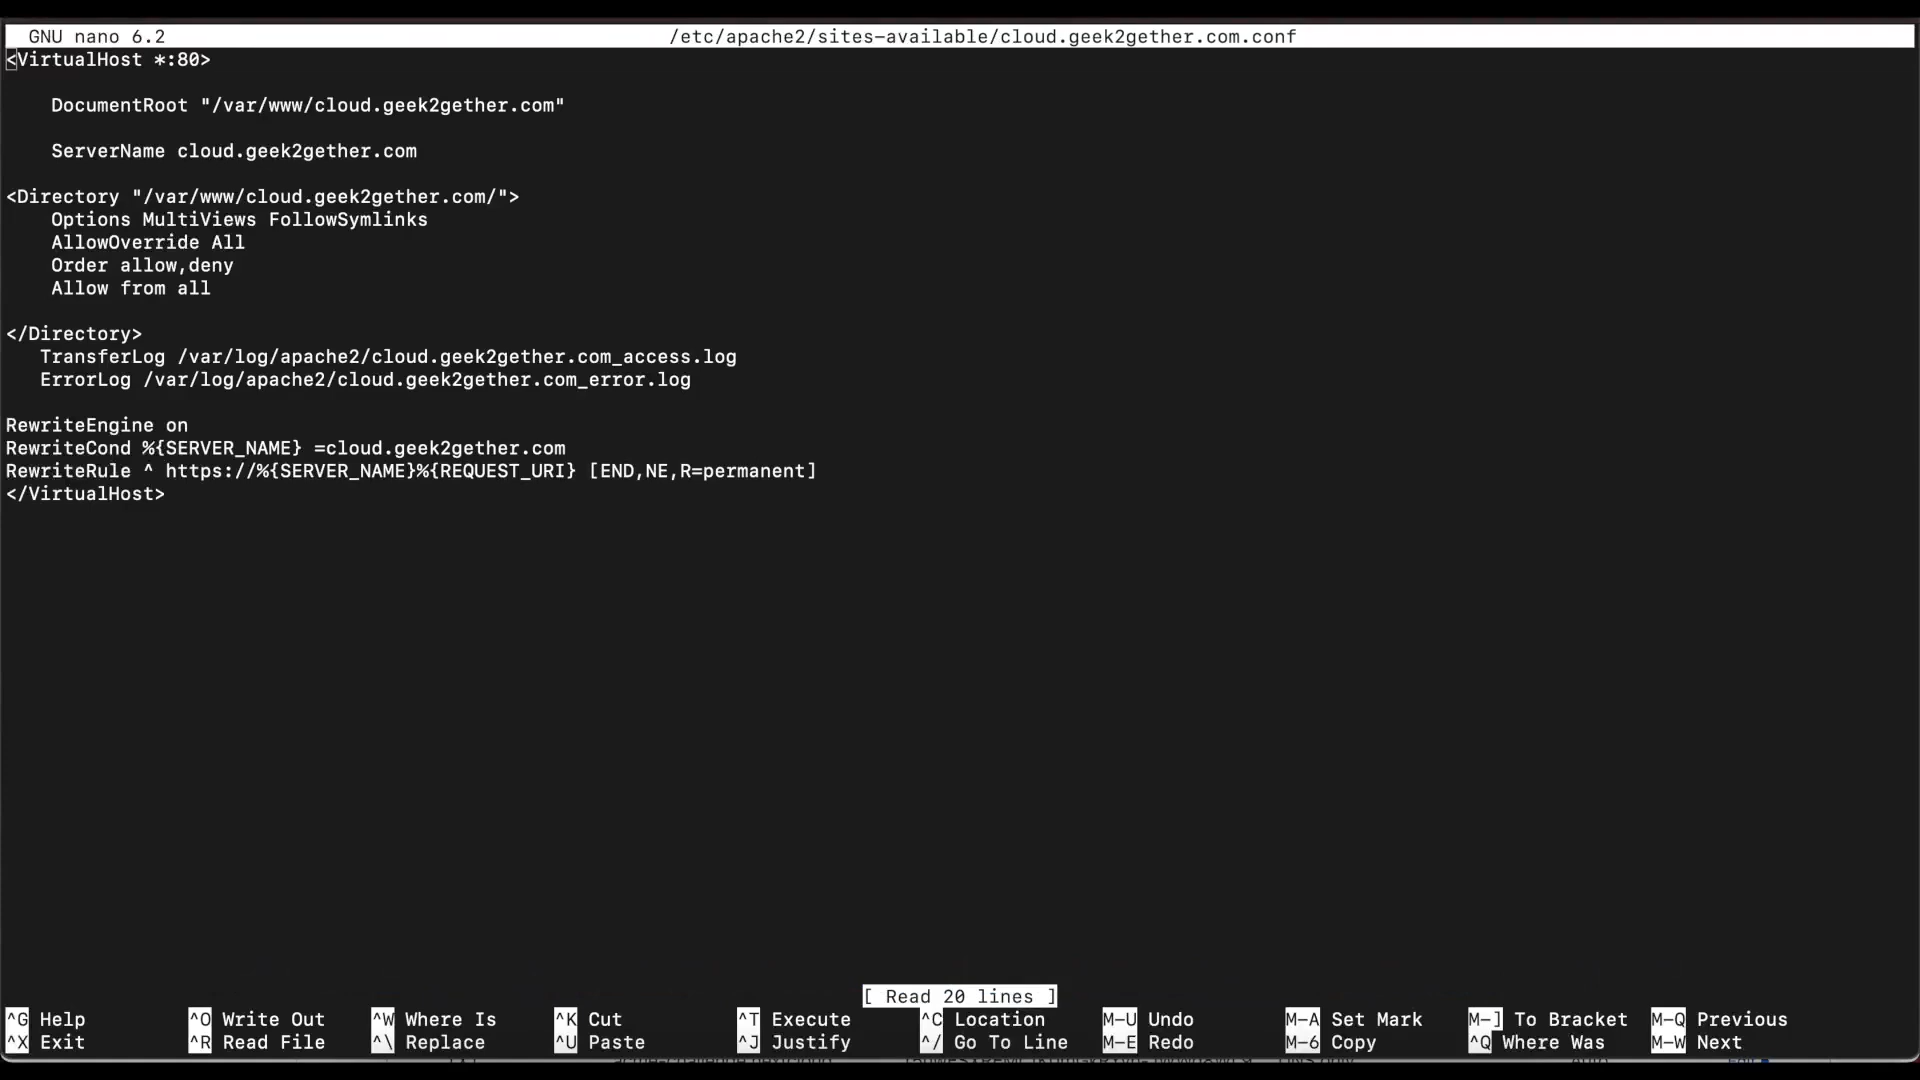 GNU nano 6.2 /etc/apache2/sites-available/cloud.geek2gether.com.conf
<VirtualHost *:80>
DocumentRoot "/var/www/cloud.geek2gether.com"
ServerName cloud.geek2gether.com
<Directory "/var/www/cloud.geek2gether.com/">
Options MultiViews FollowSymlinks
AllowOverride All
Order allow,deny
Allow from all
</Directory>
TransferLog /var/log/apache2/cloud.geek2gether.com_access.log
ErrorLog /var/log/apache2/cloud.geek2gether.com_error.log
RewriteEngine on
RewriteCond %{SERVER_NAME} =cloud.geek2gether.com
RewriteRule ^ https://%{SERVER_NAME}%{REQUEST_URI} [END,NE,R=permanent]
</VirtualHost>
[ Read 20 lines ]
^G Help ^O Write Out ^W Where Is ^K Cut ^T Execute ^C Location M-U Undo M-A Set Mark M-] To Bracket M-Q Previous
^X Exit ^R Read File ^\ Replace ^U Paste ^J Justify ^/ Go To Line M-E Redo M-6 Copy ^Q Where Was M-W Next